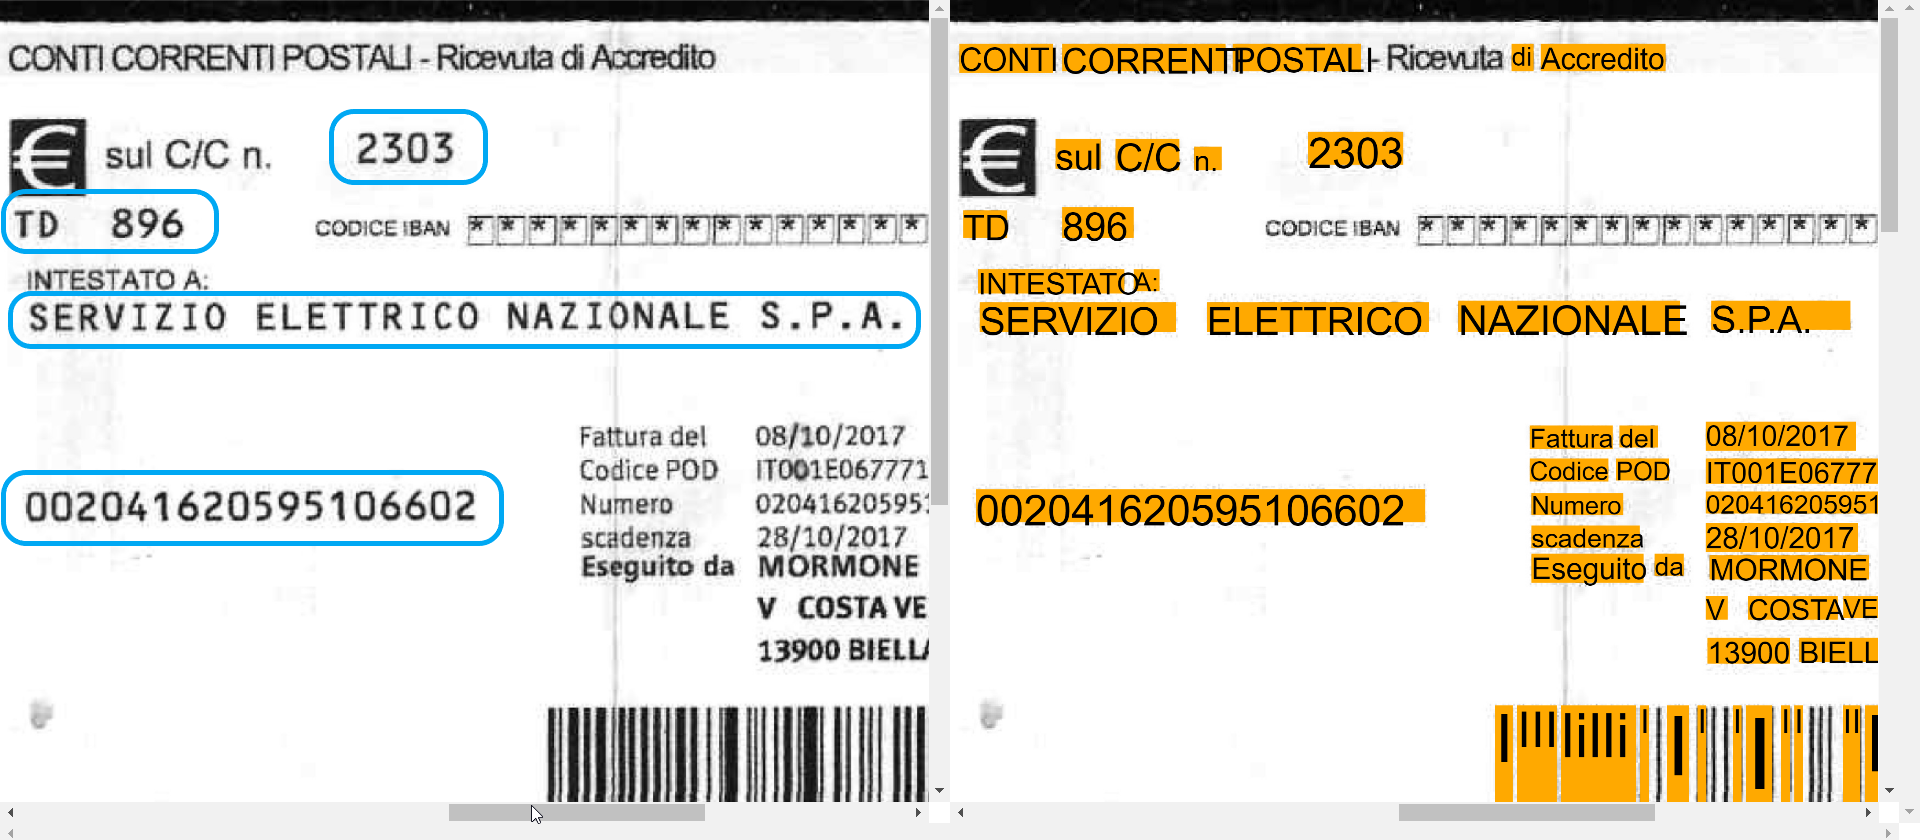 CONTI CORRENTI POSTALI - Ricevuta di Accredito
€ sul C/C n. 2303
TD 896 CODICE IBAN * * * * * * * * * * * * * * *
INTESTATO A:
SERVIZIO ELETTRICO NAZIONALE S.P.A.
Fattura del 08/10/2017
Codice POD IT001E067771
002041620595106602
Numero 020416205951
scadenza 28/10/2017
Eseguito da MORMONE
V COSTA VE
13900 BIELLA
CONTI CORRENTI POSTALI - Ricevuta di Accredito
€ sul C/C n. 2303
TD 896 CODICE IBAN * * * * * * * * * * * * * * *
INTESTATO A:
SERVIZIO ELETTRICO NAZIONALE S.P.A.
Fattura del 08/10/2017
Codice POD IT001E06777
002041620595106602
Numero 020416205951
scadenza 28/10/2017
Eseguito da MORMONE
V COSTAVE
13900 BIELL